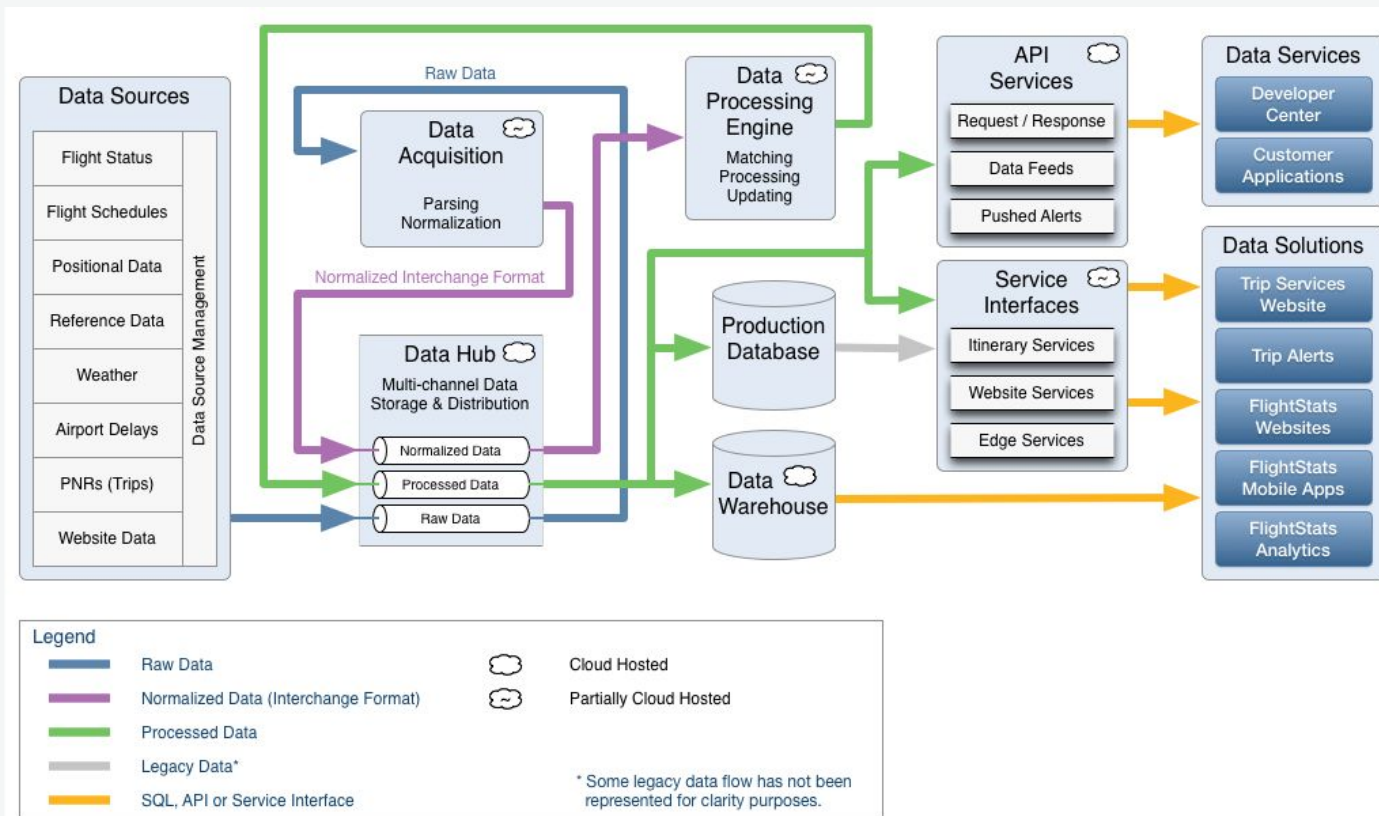 Data Sources
Flight Status
Flight Schedules
Positional Data
Reference Data
Weather
Airport Delays
PNRs (Trips)
Website Data
Data Source Management
Raw Data
Data
Acquisition
Parsing
Normalization
Normalized Interchange Format
Data Hub
Multi-channel Data
Storage & Distribution
Normalized Data
Processed Data
Raw Data
Data
Processing
Engine
Matching
Processing
Updating
Production
Database
Data
Warehouse
API
Services
Request / Response
Data Feeds
Pushed Alerts
Service
Interfaces
Itinerary Services
Website Services
Edge Services
Data Services
Developer
Center
Customer
Applications
Data Solutions
Trip Services
Website
Trip Alerts
FlightStats
Websites
FlightStats
Mobile Apps
FlightStats
Analytics
Legend
Raw Data
Normalized Data (Interchange Format)
Processed Data
Legacy Data*
SQL, API or Service Interface
Cloud Hosted
~ Partially Cloud Hosted
* Some legacy data flow has not been
represented for clarity purposes.